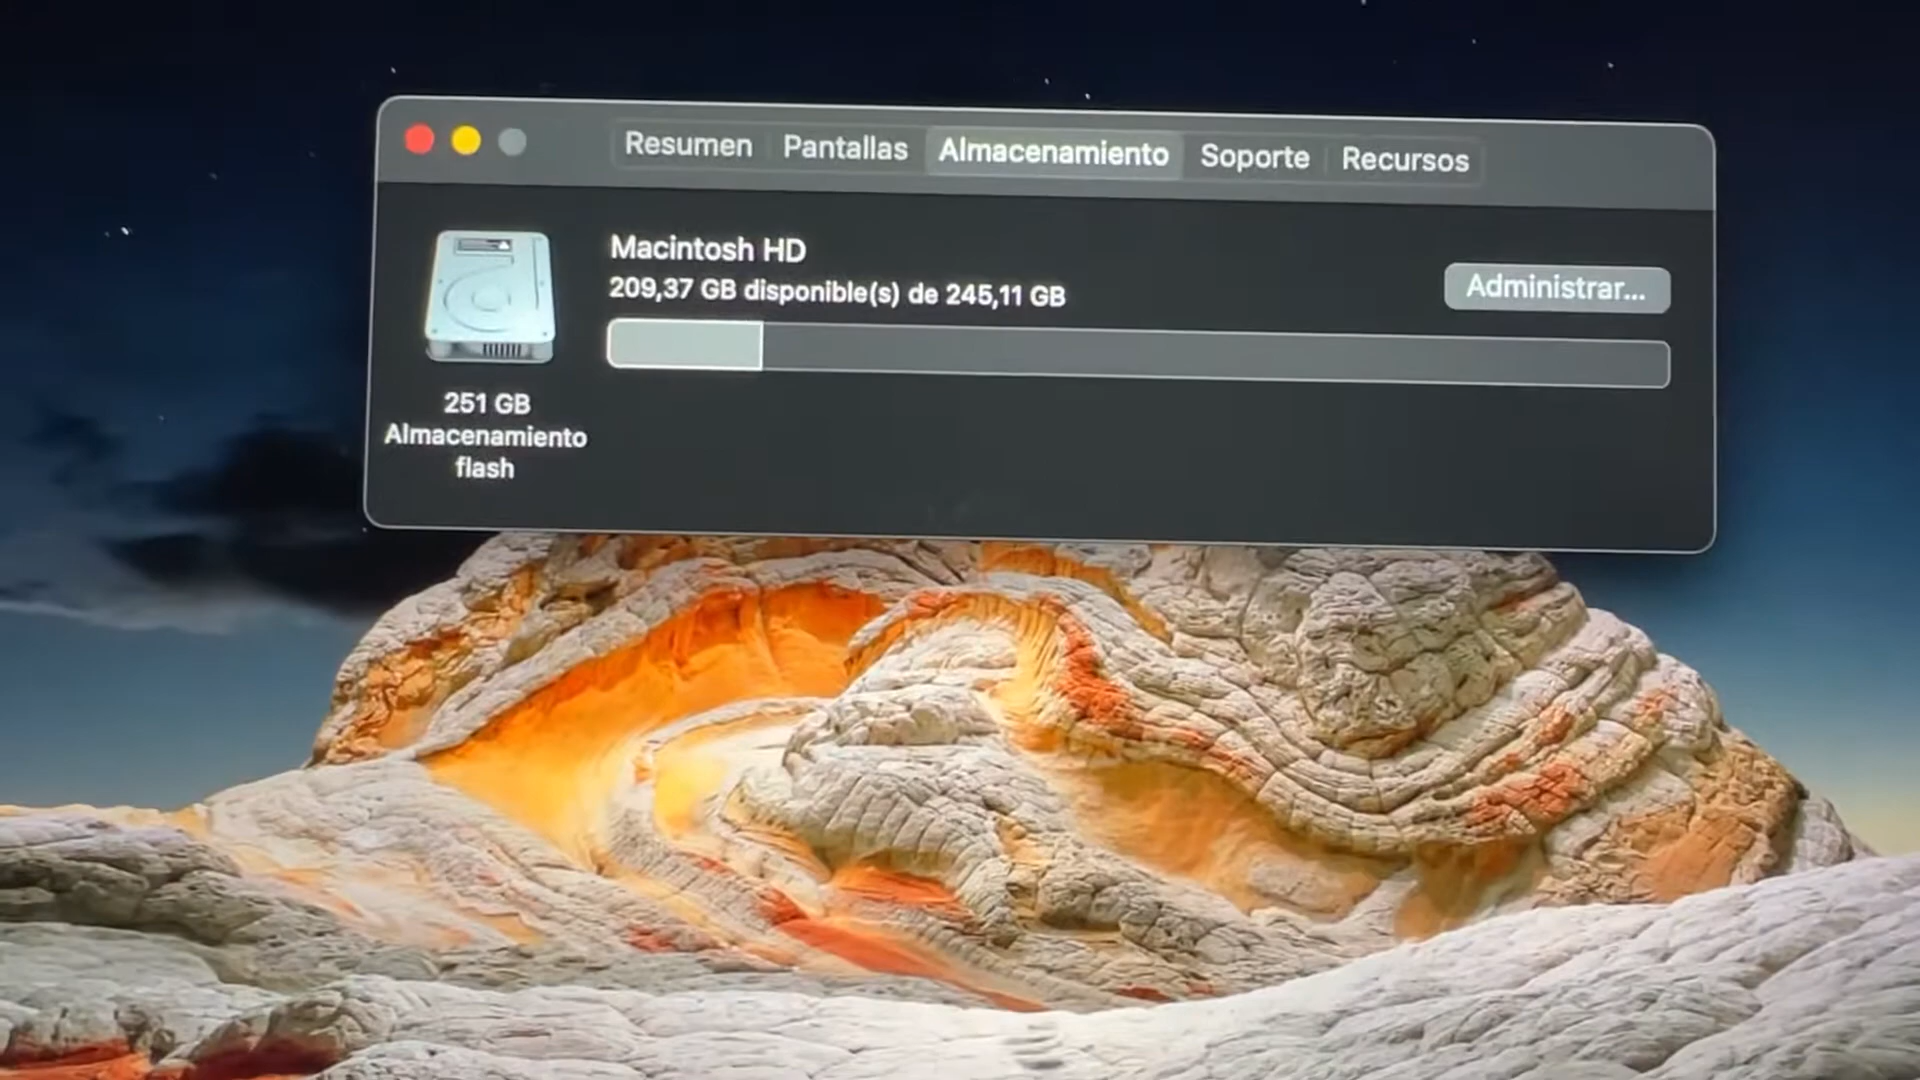 Resumen Pantallas Almacenamiento Soporte Recursos
Macintosh HD
209,37 GB disponible(s) de 245,11 GB
Administrar...
251 GB
Almacenamiento
flash